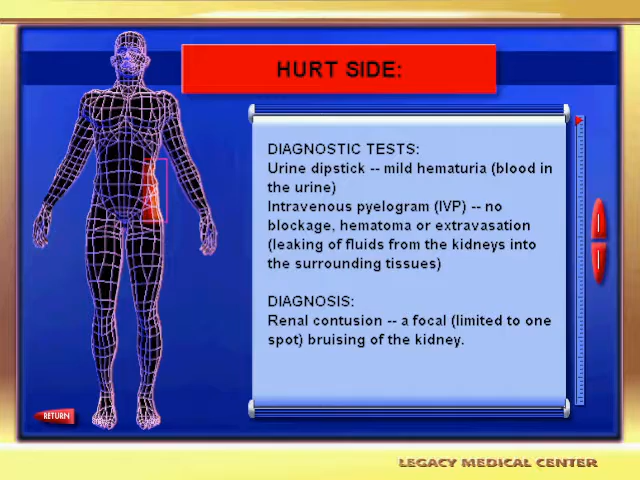 HURT SIDE:
DIAGNOSTIC TESTS:
Urine dipstick -- mild hematuria (blood in
the urine)
Intravenous pyelogram (IVP) -- no
blockage, hematoma or extravasation
(leaking of fluids from the kidneys into
the surrounding tissues)
DIAGNOSIS:
Renal contusion -- a focal (limited to one
spot) bruising of the kidney.
RETURN
LEGACY MEDICAL CENTER